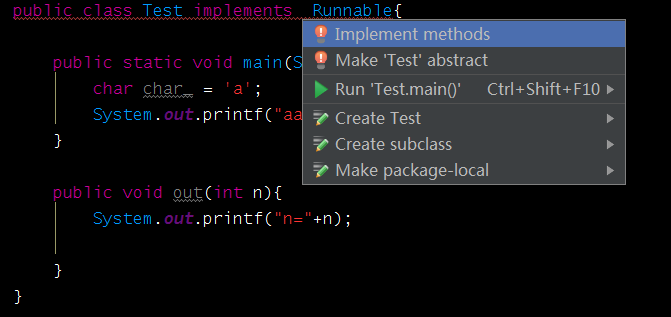 public class Test implements  Runnable{
Implement methods
Make 'Test' abstract
Run 'Test.main()' Ctrl+Shift+F10
Create Test
Create subclass
Make package-local
public static void main(S
char char_ = 'a';
System.out.printf("aa
}
public void out(int n){
System.out.printf("n="+n);
}
}